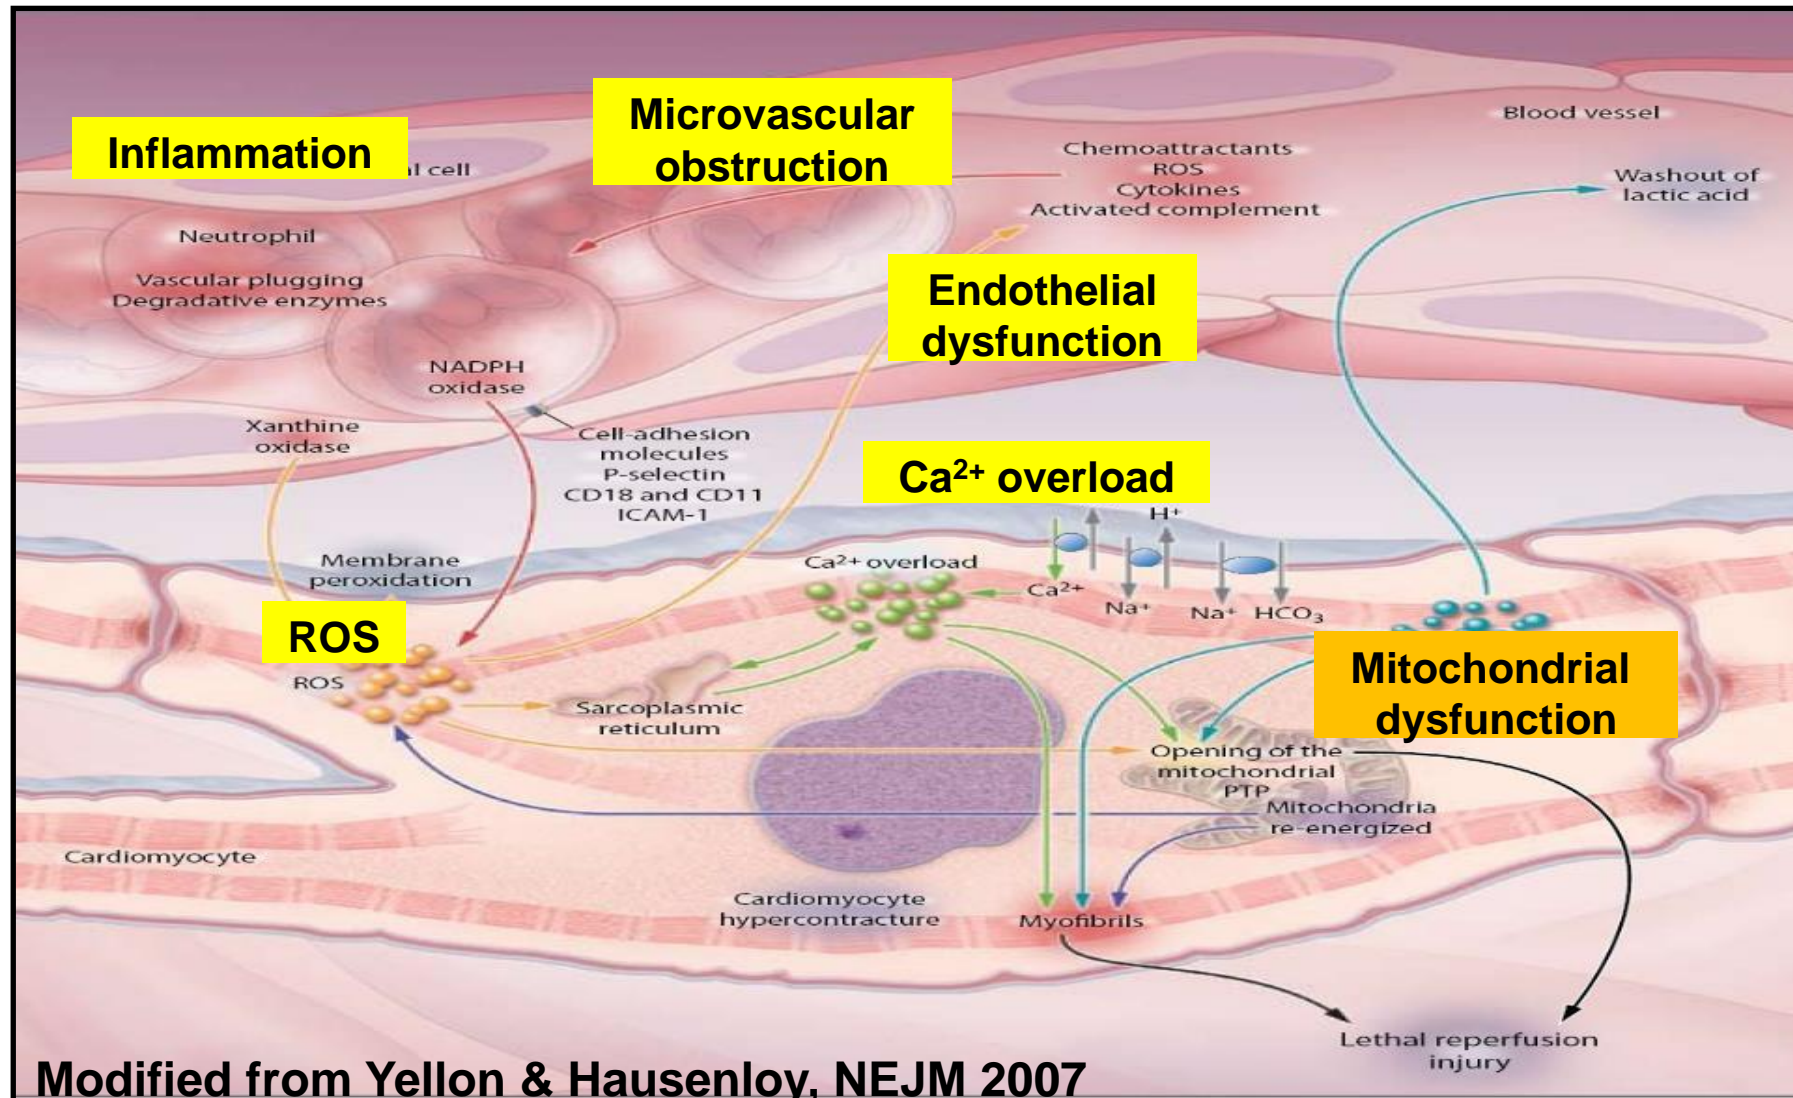 Inflammation
al cell
Microvascular
obstruction
Blood vessel
Chemoattractants
ROS
Cytokines
Activated complement
Washout of
lactic acid
Neutrophil
Vascular plugging
Degradative enzymes
Endothelial
dysfunction
NADPH
oxidase
Xanthine
oxidase
Cell-adhesion
molecules
P-selectin
CD18 and CD11
ICAM-1
Ca²⁺ overload
H⁺
Membrane
peroxidation
Ca²⁺ overload
Ca²⁺
Na⁺
Na⁺ HCO₃
ROS
ROS
Mitochondrial
dysfunction
Sarcoplasmic
reticulum
Opening of the
mitochondrial
PTP
Mitochondria
re-energized
Cardiomyocyte
Cardiomyocyte
hypercontracture
Myofibrils
Lethal reperfusion
injury
Modified from Yellon & Hausenloy, NEJM 2007